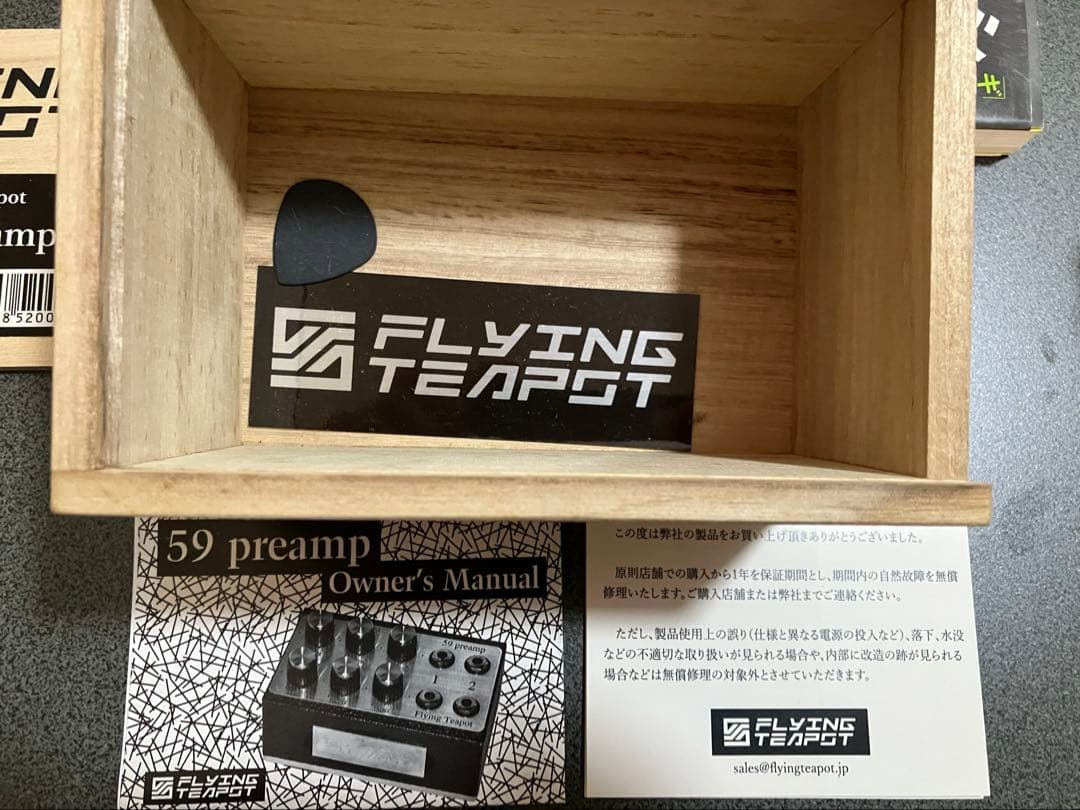 pot
amp
85200
FLYING
TEAPOT
59 preamp
Owner's Manual
59 preamp
1 2
Flying Teapot
FLYING
TEAPOT
この度は弊社の製品をお買い上げ頂きありがとうございました。
原則店舗での購入から1年を保証期間とし、期間内の自然故障を無償
修理いたします。ご購入店舗または弊社までご連絡ください。
ただし、製品使用上の誤り(仕様と異なる電源の投入など)、落下、水没
などの不適切な取り扱いが見られる場合や、内部に改造の跡が見られる
場合などは無償修理の対象外とさせていただきます。
FLYING
TEAPOT
sales@flyingteapot.jp